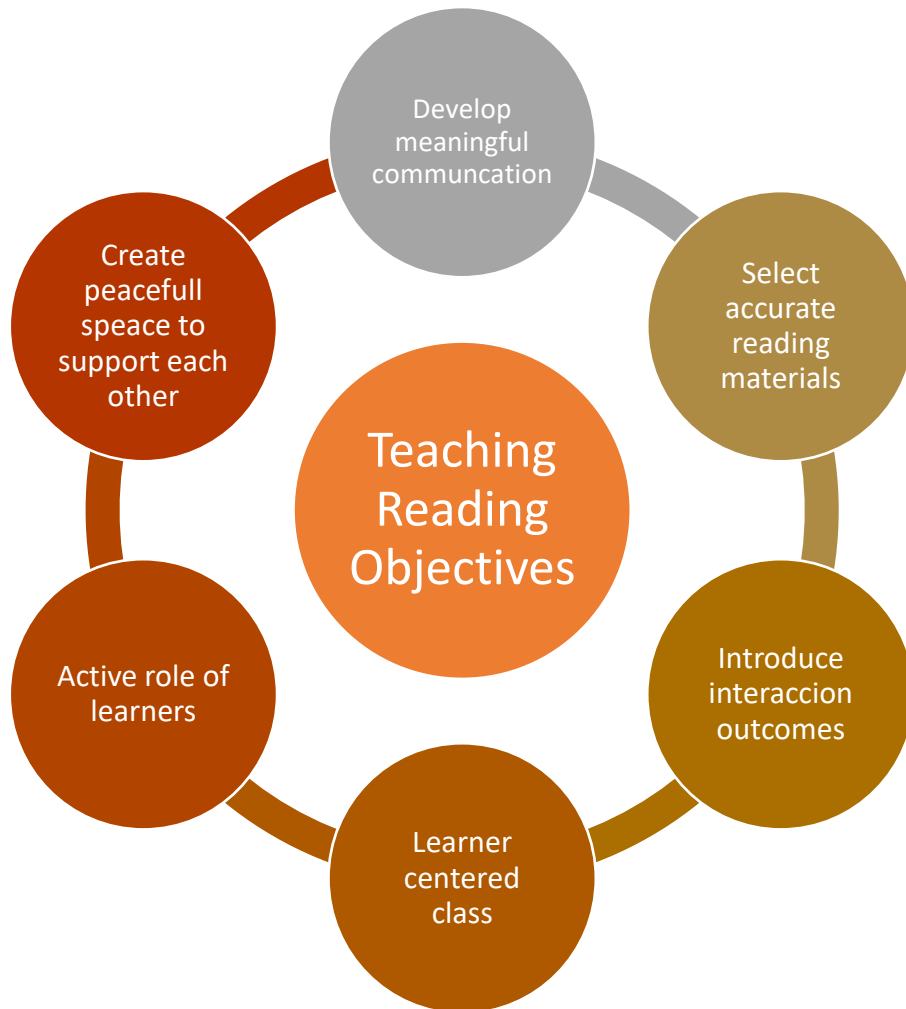 Develop
meaningful
communcation
Select
accurate
reading
materials
Introduce
interaccion
outcomes
Learner
centered
class
Active role of
learners
Create
peacefull
speace to
support each
other
Teaching
Reading
Objectives